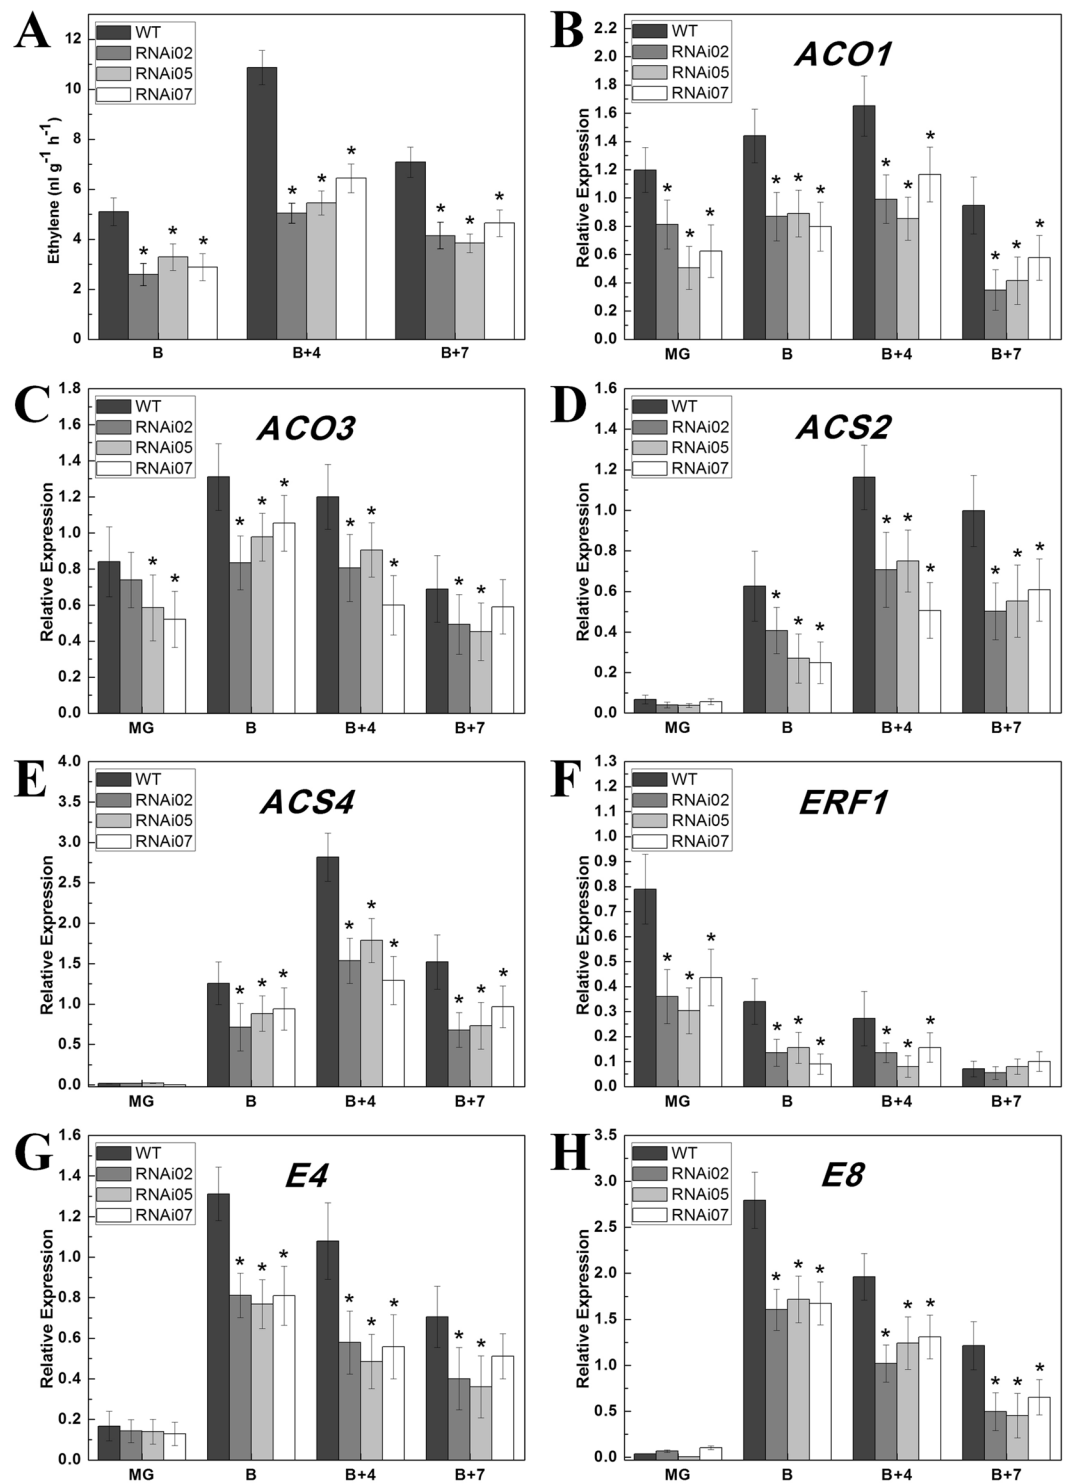 A
WT
RNAi02
RNAi05
RNAi07
Ethylene (nl g⁻¹ h⁻¹)
12
10
8
6
4
2
0
* * * * * * * * *
B B+4 B+7
B
ACO1
WT
RNAi02
RNAi05
RNAi07
Relative Expression
2.2
2.0
1.8
1.6
1.4
1.2
1.0
0.8
0.6
0.4
0.2
0.0
* * * * * * * * * * * *
MG B B+4 B+7
C
ACO3
WT
RNAi02
RNAi05
RNAi07
Relative Expression
1.8
1.6
1.4
1.2
1.0
0.8
0.6
0.4
0.2
0.0
* * * * * * * * * *
MG B B+4 B+7
D
ACS2
WT
RNAi02
RNAi05
RNAi07
Relative Expression
1.6
1.4
1.2
1.0
0.8
0.6
0.4
0.2
0.0
* * * * * * * * *
MG B B+4 B+7
E
ACS4
WT
RNAi02
RNAi05
RNAi07
Relative Expression
4.0
3.5
3.0
2.5
2.0
1.5
1.0
0.5
0.0
* * * * * * * * *
MG B B+4 B+7
F
ERF1
WT
RNAi02
RNAi05
RNAi07
Relative Expression
1.3
1.2
1.1
1.0
0.9
0.8
0.7
0.6
0.5
0.4
0.3
0.2
0.1
0.0
* * * * * * * * *
MG B B+4 B+7
G
E4
WT
RNAi02
RNAi05
RNAi07
Relative Expression
1.6
1.4
1.2
1.0
0.8
0.6
0.4
0.2
0.0
* * * * * * * *
MG B B+4 B+7
H
E8
WT
RNAi02
RNAi05
RNAi07
Relative Expression
3.5
3.0
2.5
2.0
1.5
1.0
0.5
0.0
* * * * * * * * *
MG B B+4 B+7